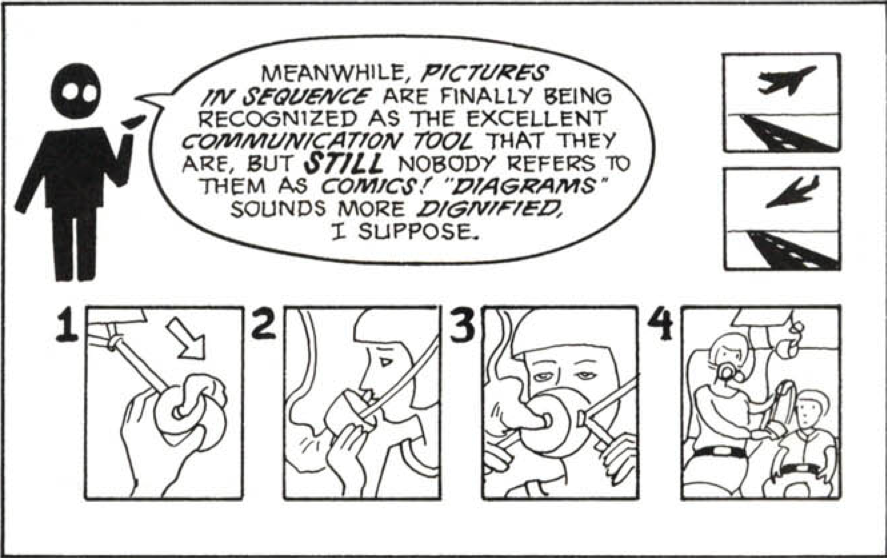 MEANWHILE, PICTURES
IN SEQUENCE ARE FINALLY BEING
RECOGNIZED AS THE EXCELLENT
COMMUNICATION TOOL THAT THEY
ARE, BUT STILL NOBODY REFERS TO
THEM AS COMICS! "DIAGRAMS"
SOUNDS MORE DIGNIFIED,
I SUPPOSE.
1
2
3
4